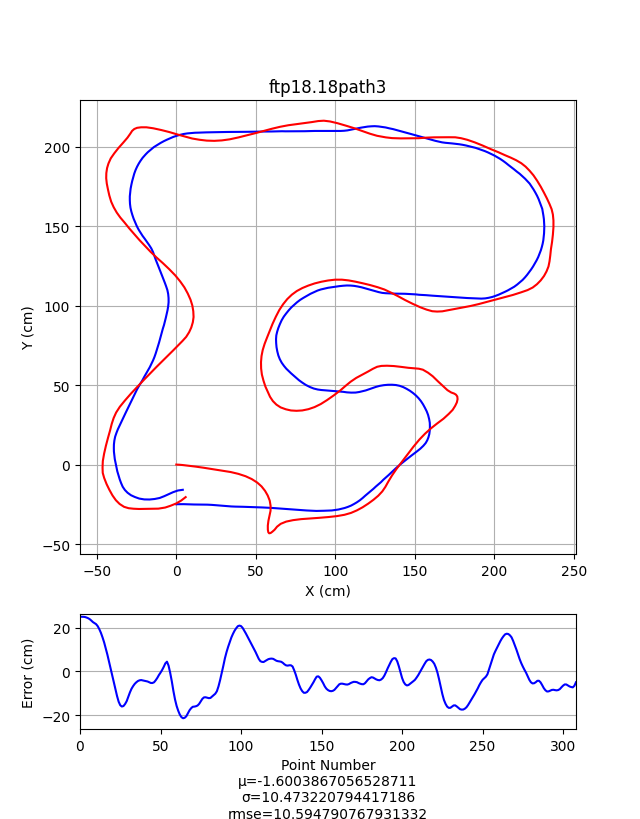 ftp18.18path3
200
150
100
50
0
−50
Y (cm)
−50 0 50 100 150 200 250
X (cm)
20
0
−20
Error (cm)
0 50 100 150 200 250 300
Point Number
μ=-1.6003867056528711
σ=10.473220794417186
rmse=10.594790767931332